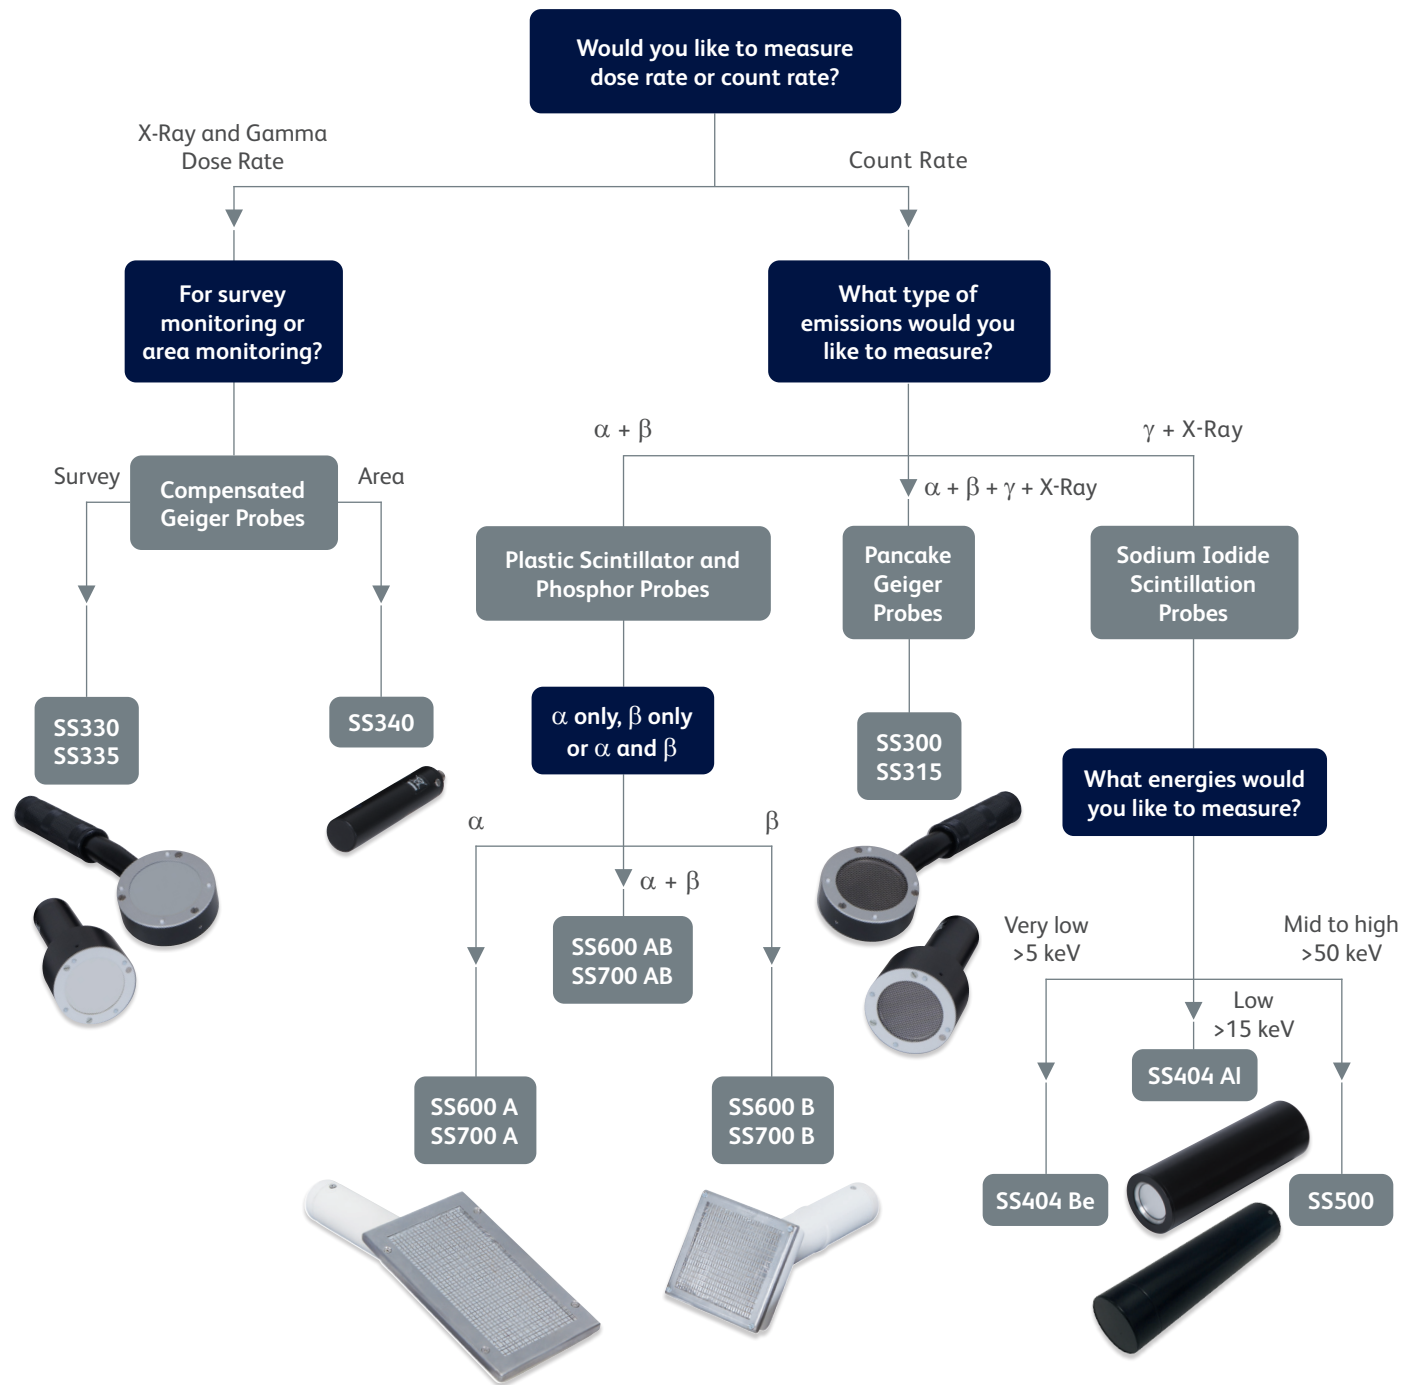 Would you like to measure
dose rate or count rate?
X-Ray and Gamma
Dose Rate
Count Rate
For survey
monitoring or
area monitoring?
What type of
emissions would you
like to measure?
α + β
γ + X-Ray
α + β + γ + X-Ray
Survey
Area
Compensated
Geiger Probes
Plastic Scintillator and
Phosphor Probes
Pancake
Geiger
Probes
Sodium Iodide
Scintillation
Probes
SS330
SS335
SS340
α only, β only
or α and β
SS300
SS315
What energies would
you like to measure?
α
β
α + β
SS600 AB
SS700 AB
Very low
>5 keV
Mid to high
>50 keV
Low
>15 keV
SS404 Al
SS600 A
SS700 A
SS600 B
SS700 B
SS404 Be
SS500